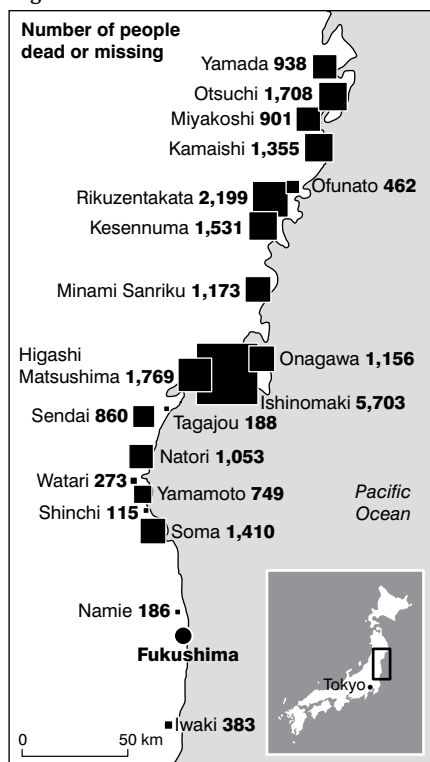 Number of people
dead or missing
Yamada 938
Otsuchi 1,708
Miyakoshi 901
Kamaishi 1,355
Ofunato 462
Rikuzentakata 2,199
Kesennuma 1,531
Minami Sanriku 1,173
Higashi
Matsushima 1,769
Onagawa 1,156
Ishinomaki 5,703
Sendai 860
Tagajou 188
Natori 1,053
Watari 273
Yamamoto 749
Shinchi 115
Soma 1,410
Pacific
Ocean
Namie 186
Fukushima
Tokyo
Iwaki 383
0 50 km